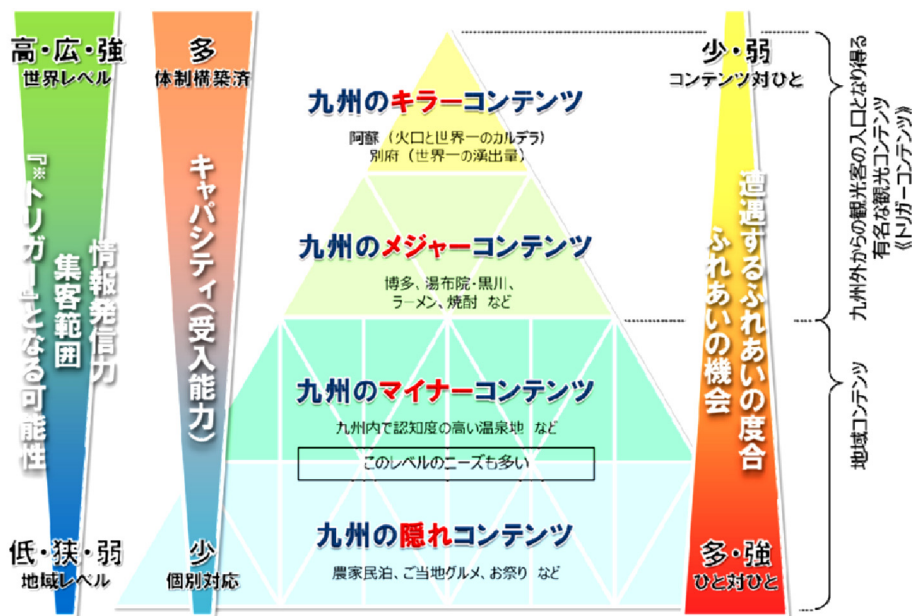 高・広・強
世界レベル
『※トリガー』となる可能性
集客範囲
情報発信力
低・狭・弱
地域レベル
多
体制構築済
キャパシティ(受入能力)
少
個別対応
九州のキラーコンテンツ
阿蘇(火口と世界一のカルデラ)
別府(世界一の湧出量)
九州のメジャーコンテンツ
博多、湯布院・黒川、
ラーメン、焼酎 など
九州のマイナーコンテンツ
九州内で認知度の高い温泉地 など
このレベルのニーズも多い
九州の隠れコンテンツ
農家民泊、ご当地グルメ、お祭り など
少・弱
コンテンツ対ひと
遭遇するふれあいの度合
ふれあいの機会
多・強
ひと対ひと
九州外からの観光客の入口となり得る
有名な観光コンテンツ
《トリガーコンテンツ》
地域コンテンツ